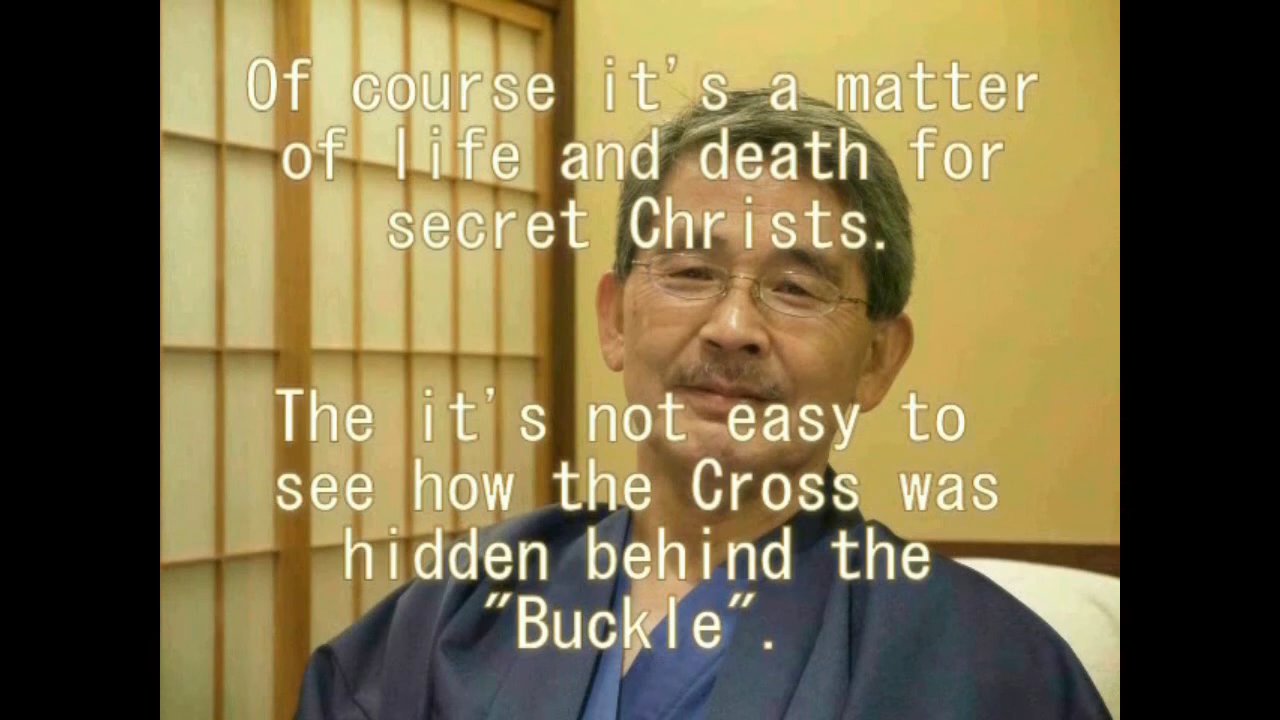 Of course it's a matter
of life and death for
secret Christs.
The it's not easy to
see how the Cross was
hidden behind the
"Buckle".